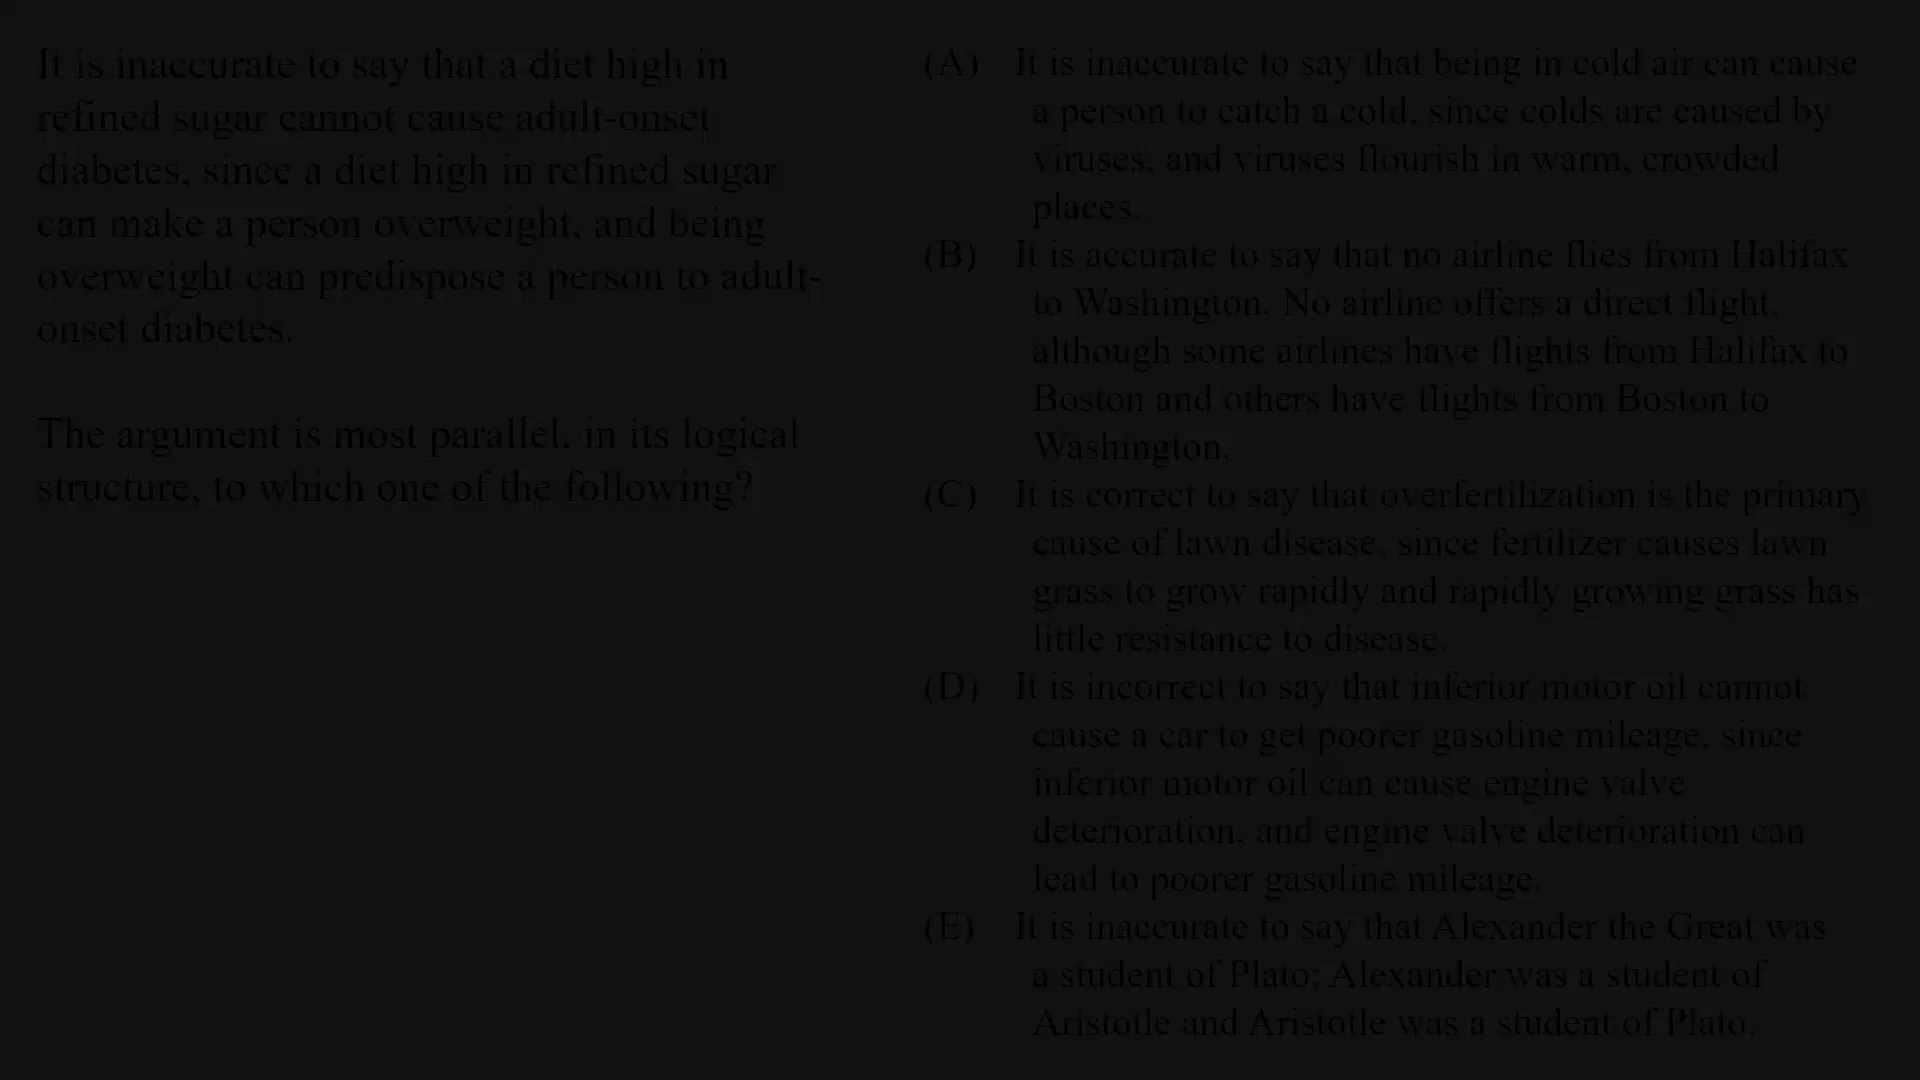 It is inaccurate to say that a diet high in
refined sugar cannot cause adult-onset
diabetes, since a diet high in refined sugar
can make a person overweight, and being
overweight can predispose a person to adult-
onset diabetes.
The argument is most parallel, in its logical
structure, to which one of the following?
(A) It is inaccurate to say that being in cold air can cause
a person to catch a cold, since colds are caused by
viruses, and viruses flourish in warm, crowded
places.
(B) It is accurate to say that no airline flies from Halifax
to Washington. No airline offers a direct flight,
although some airlines have flights from Halifax to
Boston and others have flights from Boston to
Washington.
(C) It is correct to say that overfertilization is the primary
cause of lawn disease, since fertilizer causes lawn
grass to grow rapidly and rapidly growing grass has
little resistance to disease.
(D) It is incorrect to say that inferior motor oil cannot
cause a car to get poorer gasoline mileage, since
inferior motor oil can cause engine valve
deterioration, and engine valve deterioration can
lead to poorer gasoline mileage.
(E) It is inaccurate to say that Alexander the Great was
a student of Plato; Alexander was a student of
Aristotle and Aristotle was a student of Plato.